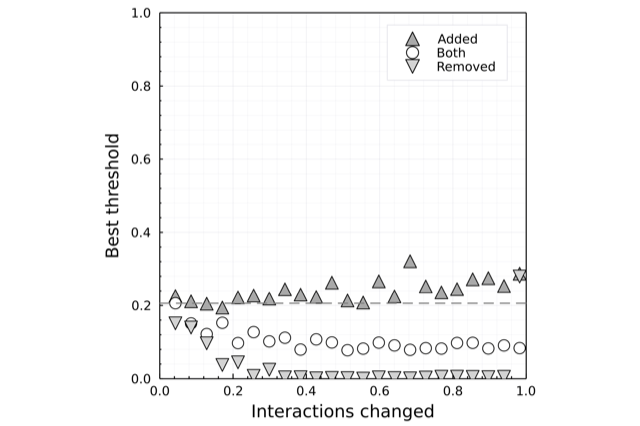 1.0
0.8
0.6
0.4
0.2
0.0
Best threshold
Added
Both
Removed
0.0 0.2 0.4 0.6 0.8 1.0
Interactions changed